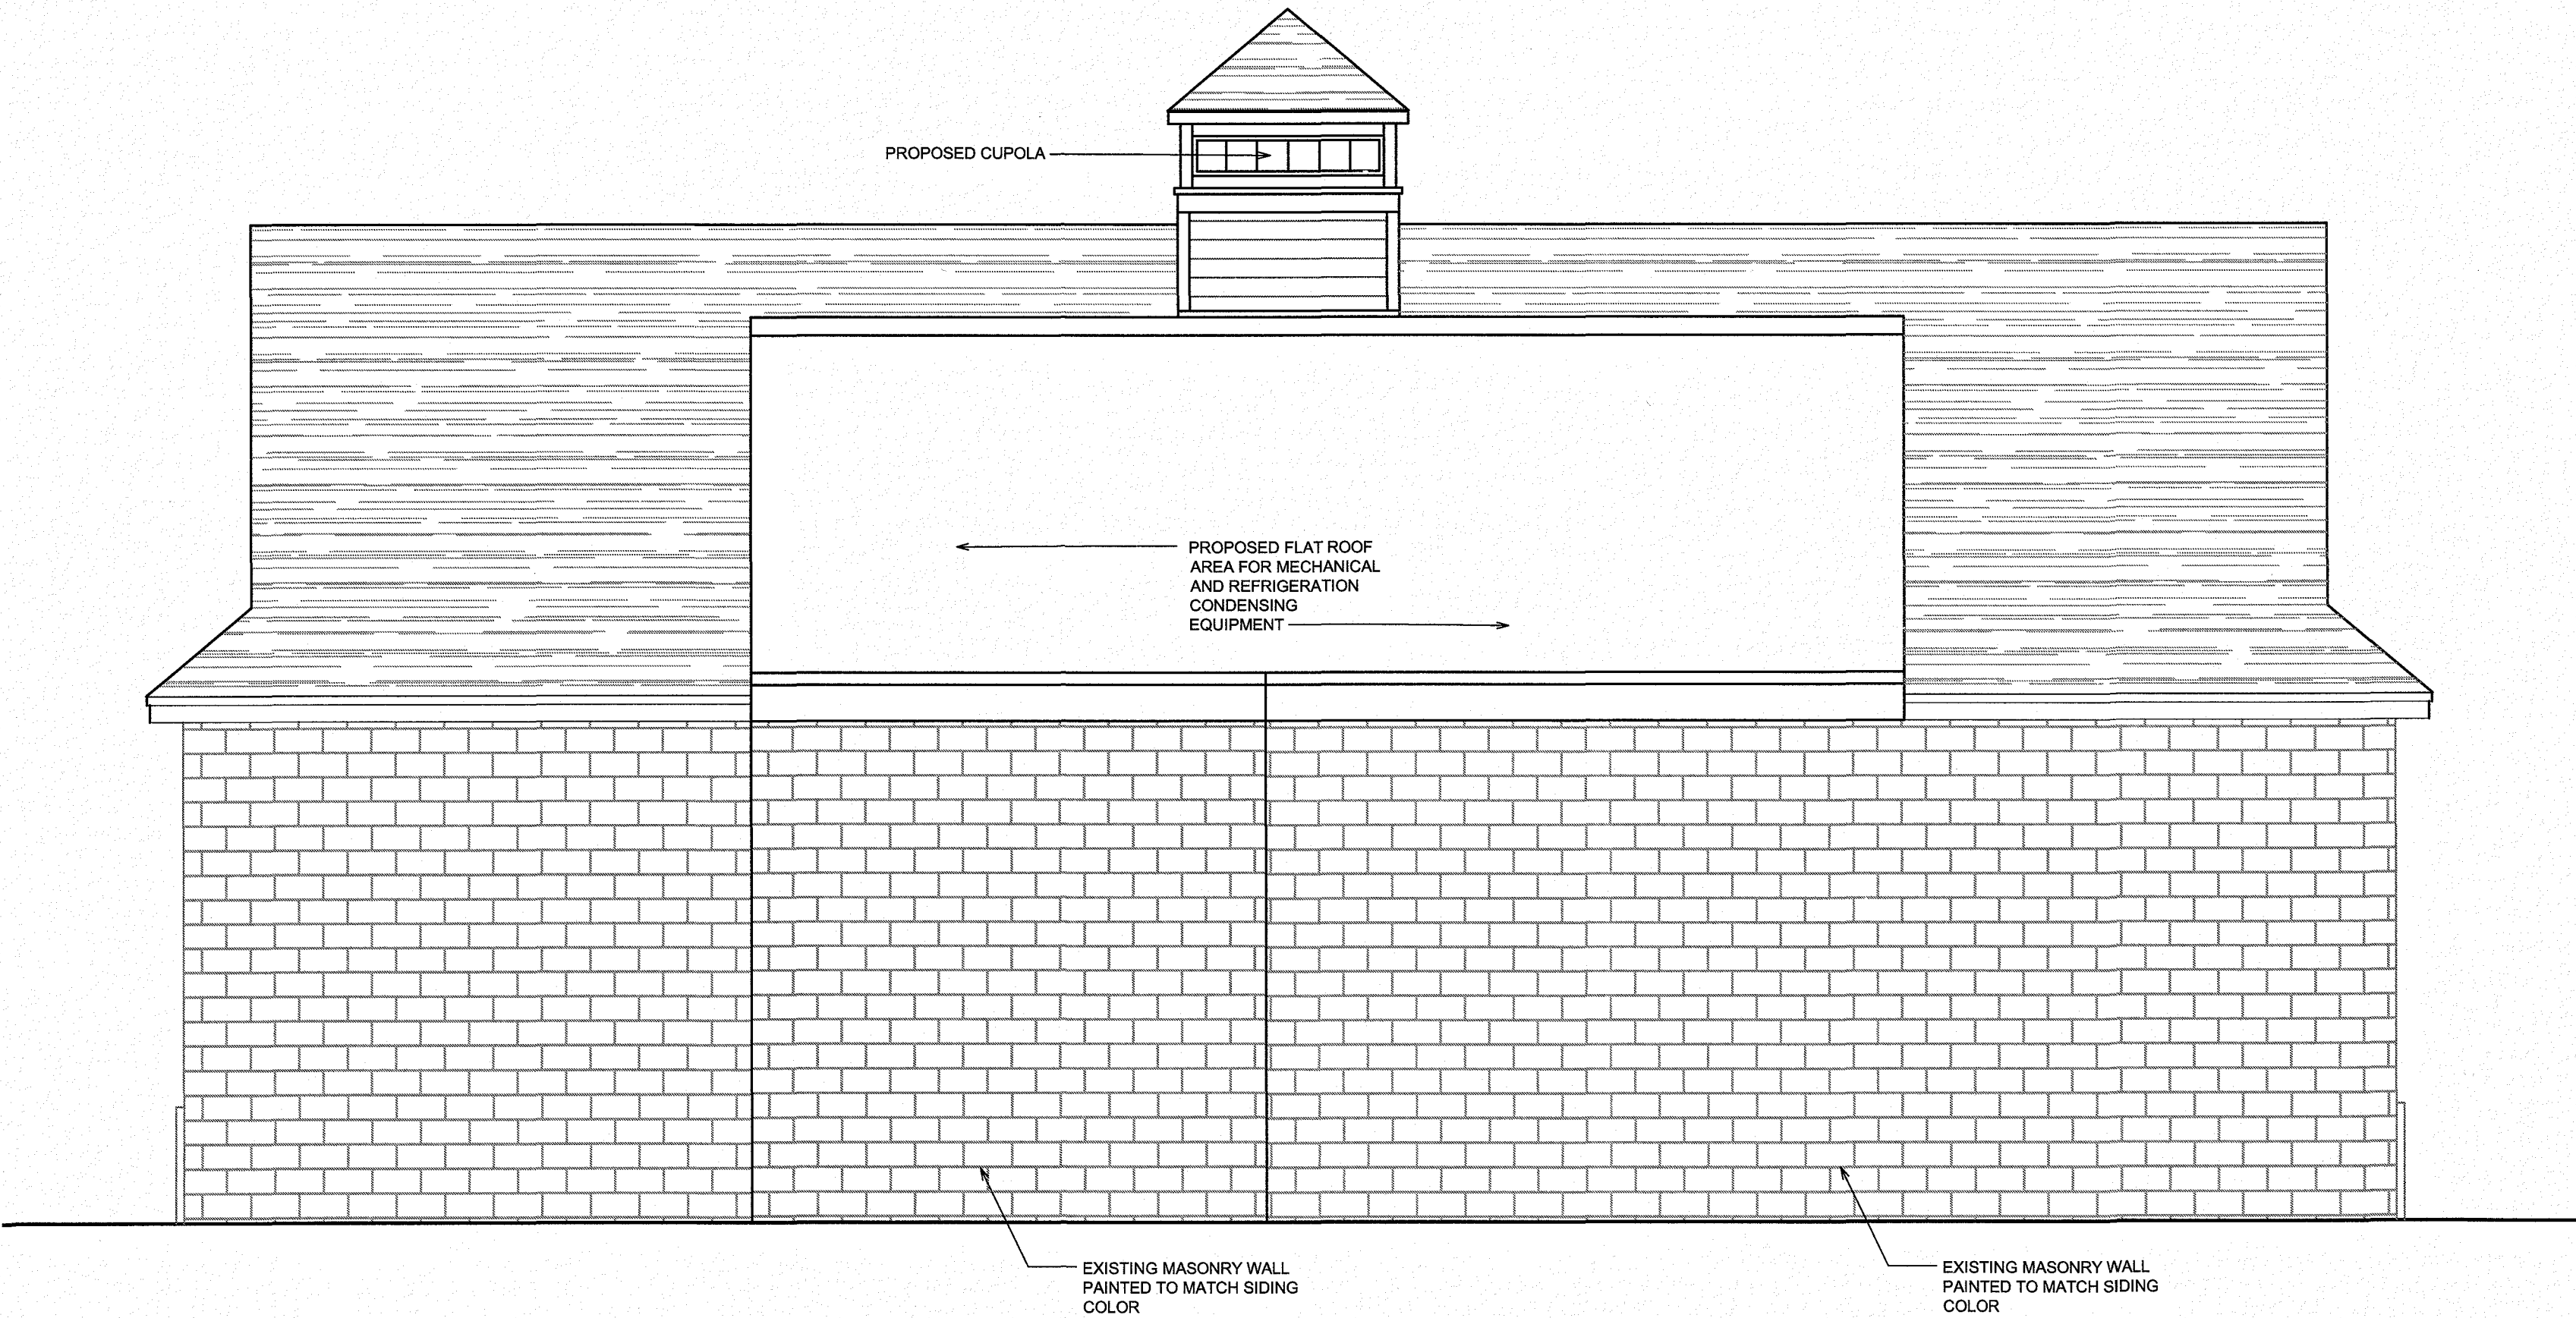 PROPOSED CUPOLA
PROPOSED FLAT ROOF
AREA FOR MECHANICAL
AND REFRIGERATION
CONDENSING
EQUIPMENT
EXISTING MASONRY WALL
PAINTED TO MATCH SIDING
COLOR
EXISTING MASONRY WALL
PAINTED TO MATCH SIDING
COLOR